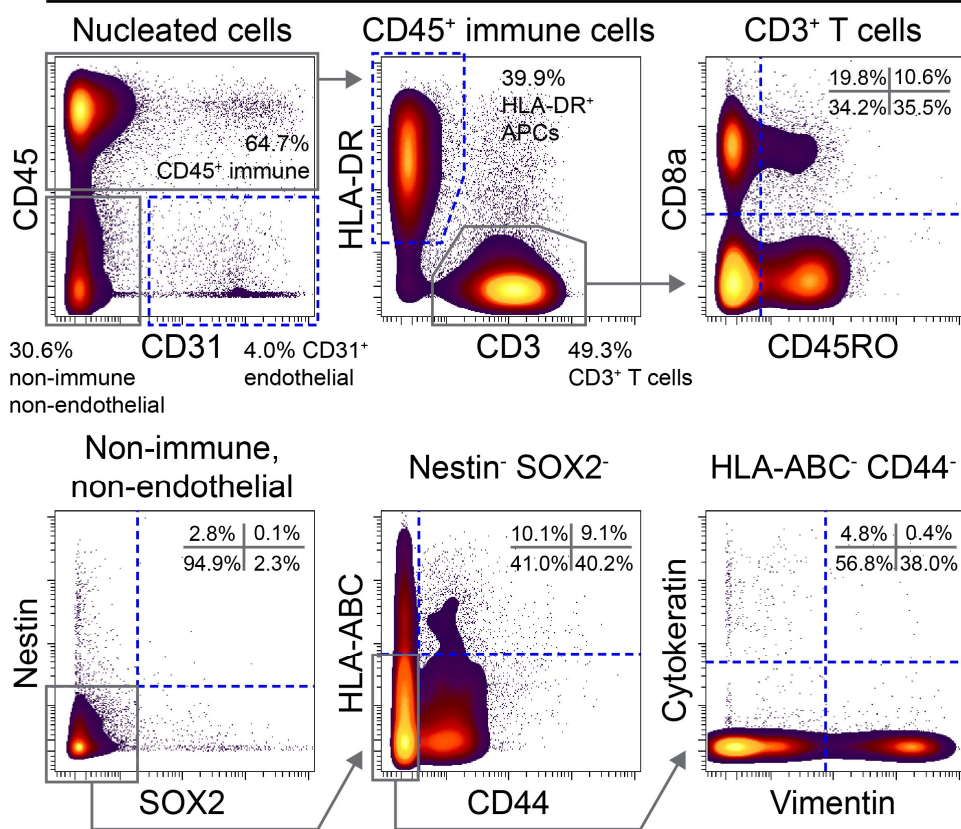 Nucleated cells
CD45⁺ immune cells
CD3⁺ T cells
CD45
64.7%
CD45⁺ immune
CD31
30.6%
non-immune
non-endothelial
4.0% CD31⁺
endothelial
HLA-DR
39.9%
HLA-DR⁺
APCs
CD3
49.3%
CD3⁺ T cells
CD8a
19.8% 10.6%
34.2% 35.5%
CD45RO
Non-immune,
non-endothelial
Nestin⁻ SOX2⁻
HLA-ABC⁻ CD44⁻
Nestin
2.8% 0.1%
94.9% 2.3%
SOX2
HLA-ABC
10.1% 9.1%
41.0% 40.2%
CD44
Cytokeratin
4.8% 0.4%
56.8% 38.0%
Vimentin